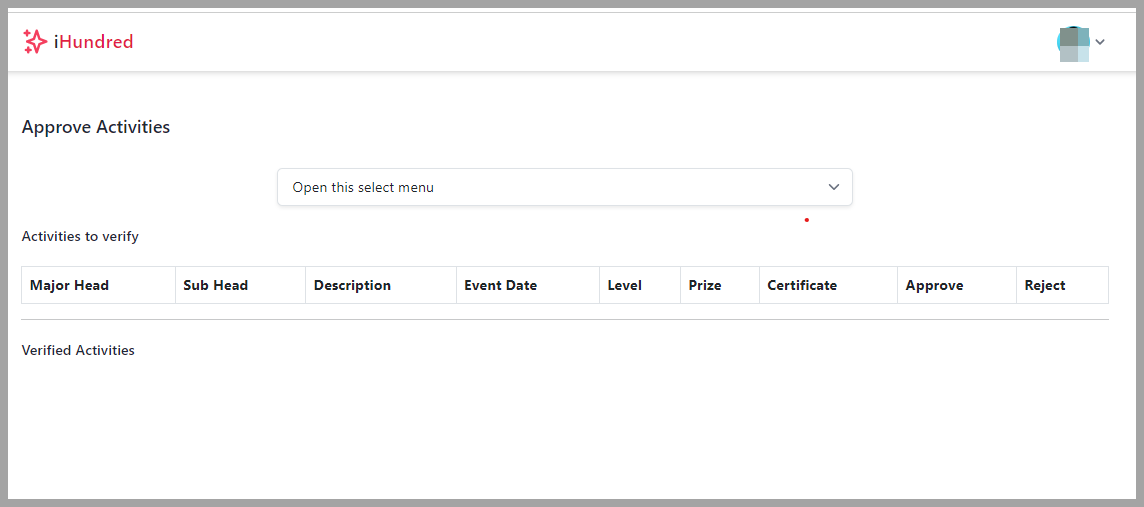 iHundred
Approve Activities
Open this select menu
Activities to verify
Major Head Sub Head Description Event Date Level Prize Certificate Approve Reject
Verified Activities